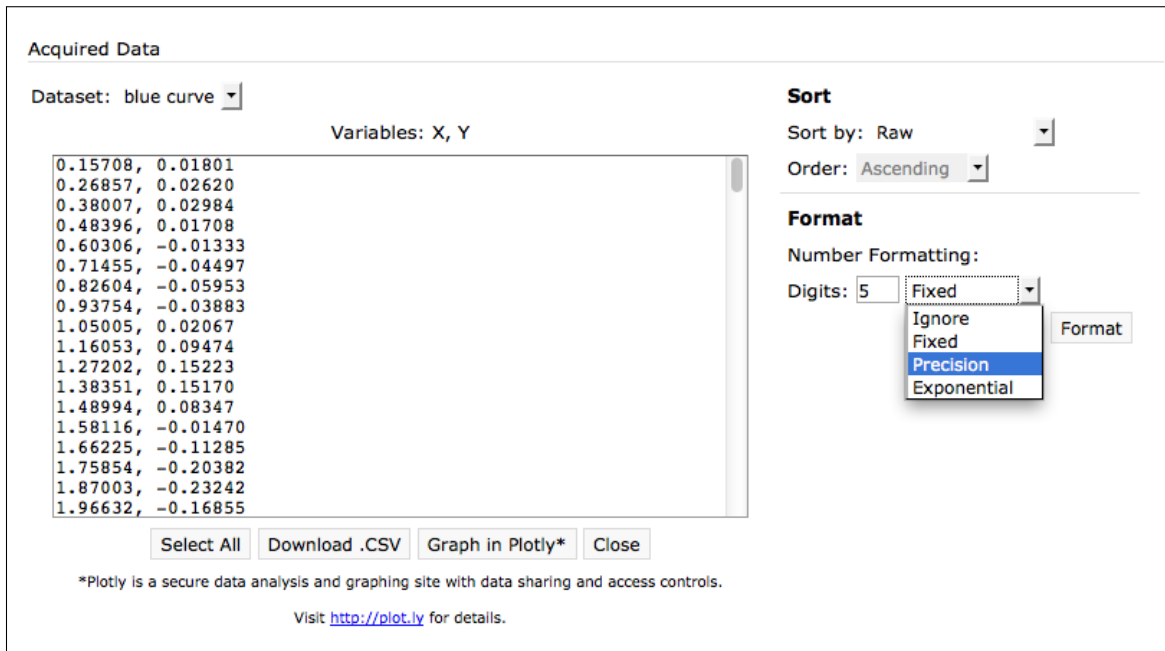 Acquired Data
Dataset: blue curve
Variables: X, Y
0.15708, 0.01801
0.26857, 0.02620
0.38007, 0.02984
0.48396, 0.01708
0.60306, -0.01333
0.71455, -0.04497
0.82604, -0.05953
0.93754, -0.03883
1.05005, 0.02067
1.16053, 0.09474
1.27202, 0.15223
1.38351, 0.15170
1.48994, 0.08347
1.58116, -0.01470
1.66225, -0.11285
1.75854, -0.20382
1.87003, -0.23242
1.96632, -0.16855
Select All Download .CSV Graph in Plotly* Close
*Plotly is a secure data analysis and graphing site with data sharing and access controls.
Visit http://plot.ly for details.
Sort
Sort by: Raw
Order: Ascending
Format
Number Formatting:
Digits: 5 Fixed
Ignore
Fixed
Precision
Exponential
Format